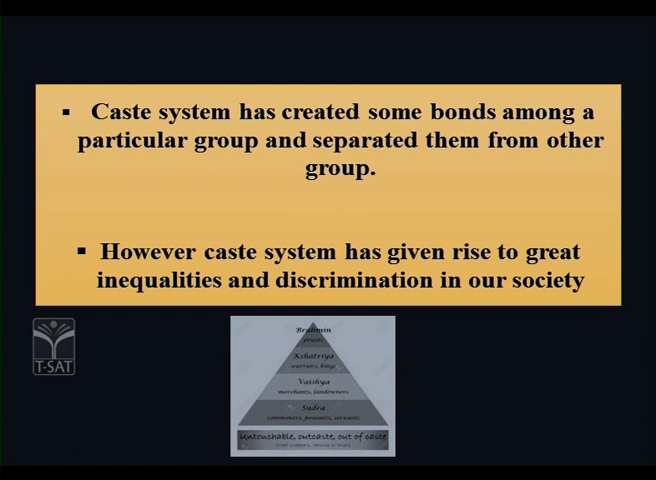 ▪ Caste system has created some bonds among a
particular group and separated them from other
group.
▪ However caste system has given rise to great
inequalities and discrimination in our society
T-SAT
Brahmin
priests
Kshatriya
warriors, kings
Vaishya
merchants, landowners
Sudra
commoners, peasants, servants
Untouchable, outcaste, out of caste